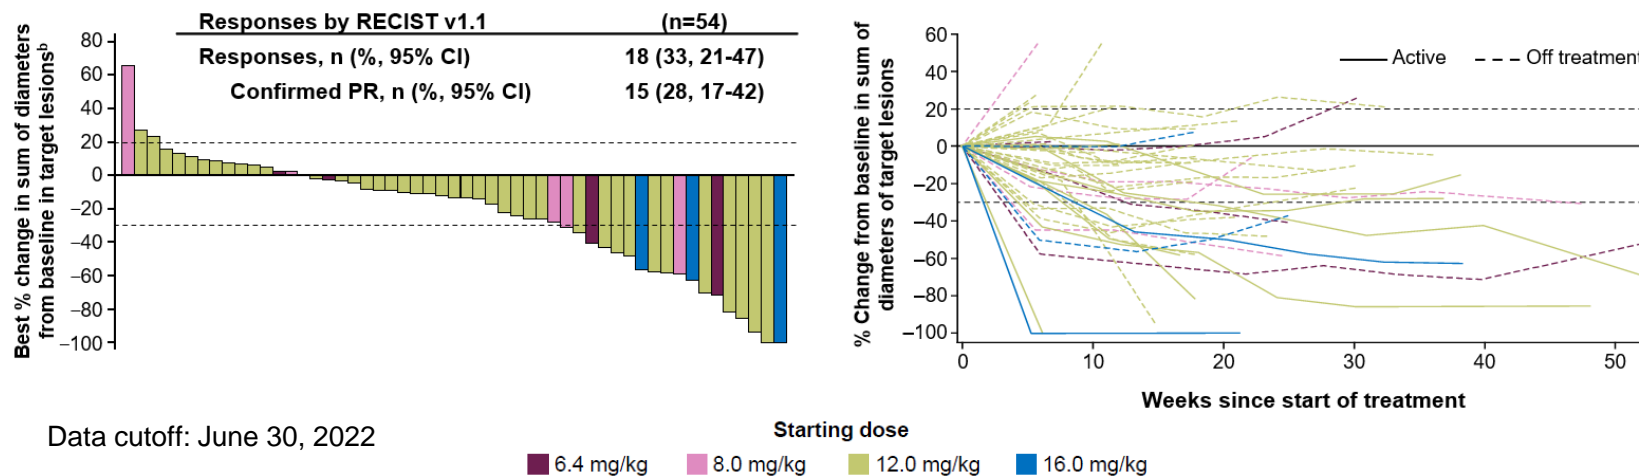 Responses by RECIST v1.1 (n=54)
Responses, n (%, 95% CI) 18 (33, 21-47)
Confirmed PR, n (%, 95% CI) 15 (28, 17-42)
Best % change in sum of diameters
from baseline in target lesionsᵇ
80
60
40
20
0
−20
−40
−60
−80
−100
% Change from baseline in sum of
diameters of target lesions
60
40
20
0
−20
−40
−60
−80
−100
Active Off treatment
0 10 20 30 40 50
Weeks since start of treatment
Data cutoff: June 30, 2022
Starting dose
6.4 mg/kg 8.0 mg/kg 12.0 mg/kg 16.0 mg/kg